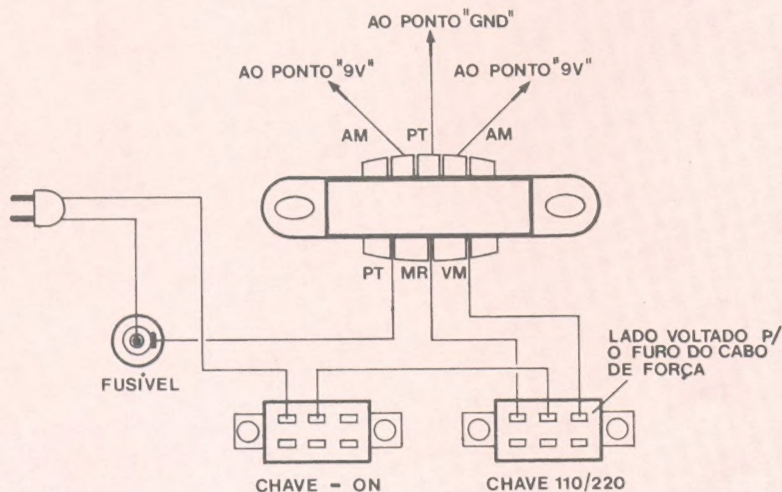 AO PONTO "GND"
AO PONTO "9V"
AO PONTO "9V"
AM
PT
AM
PT
MR
VM
FUSÍVEL
LADO VOLTADO P/
O FURO DO CABO
DE FORÇA
CHAVE - ON
CHAVE 110/220